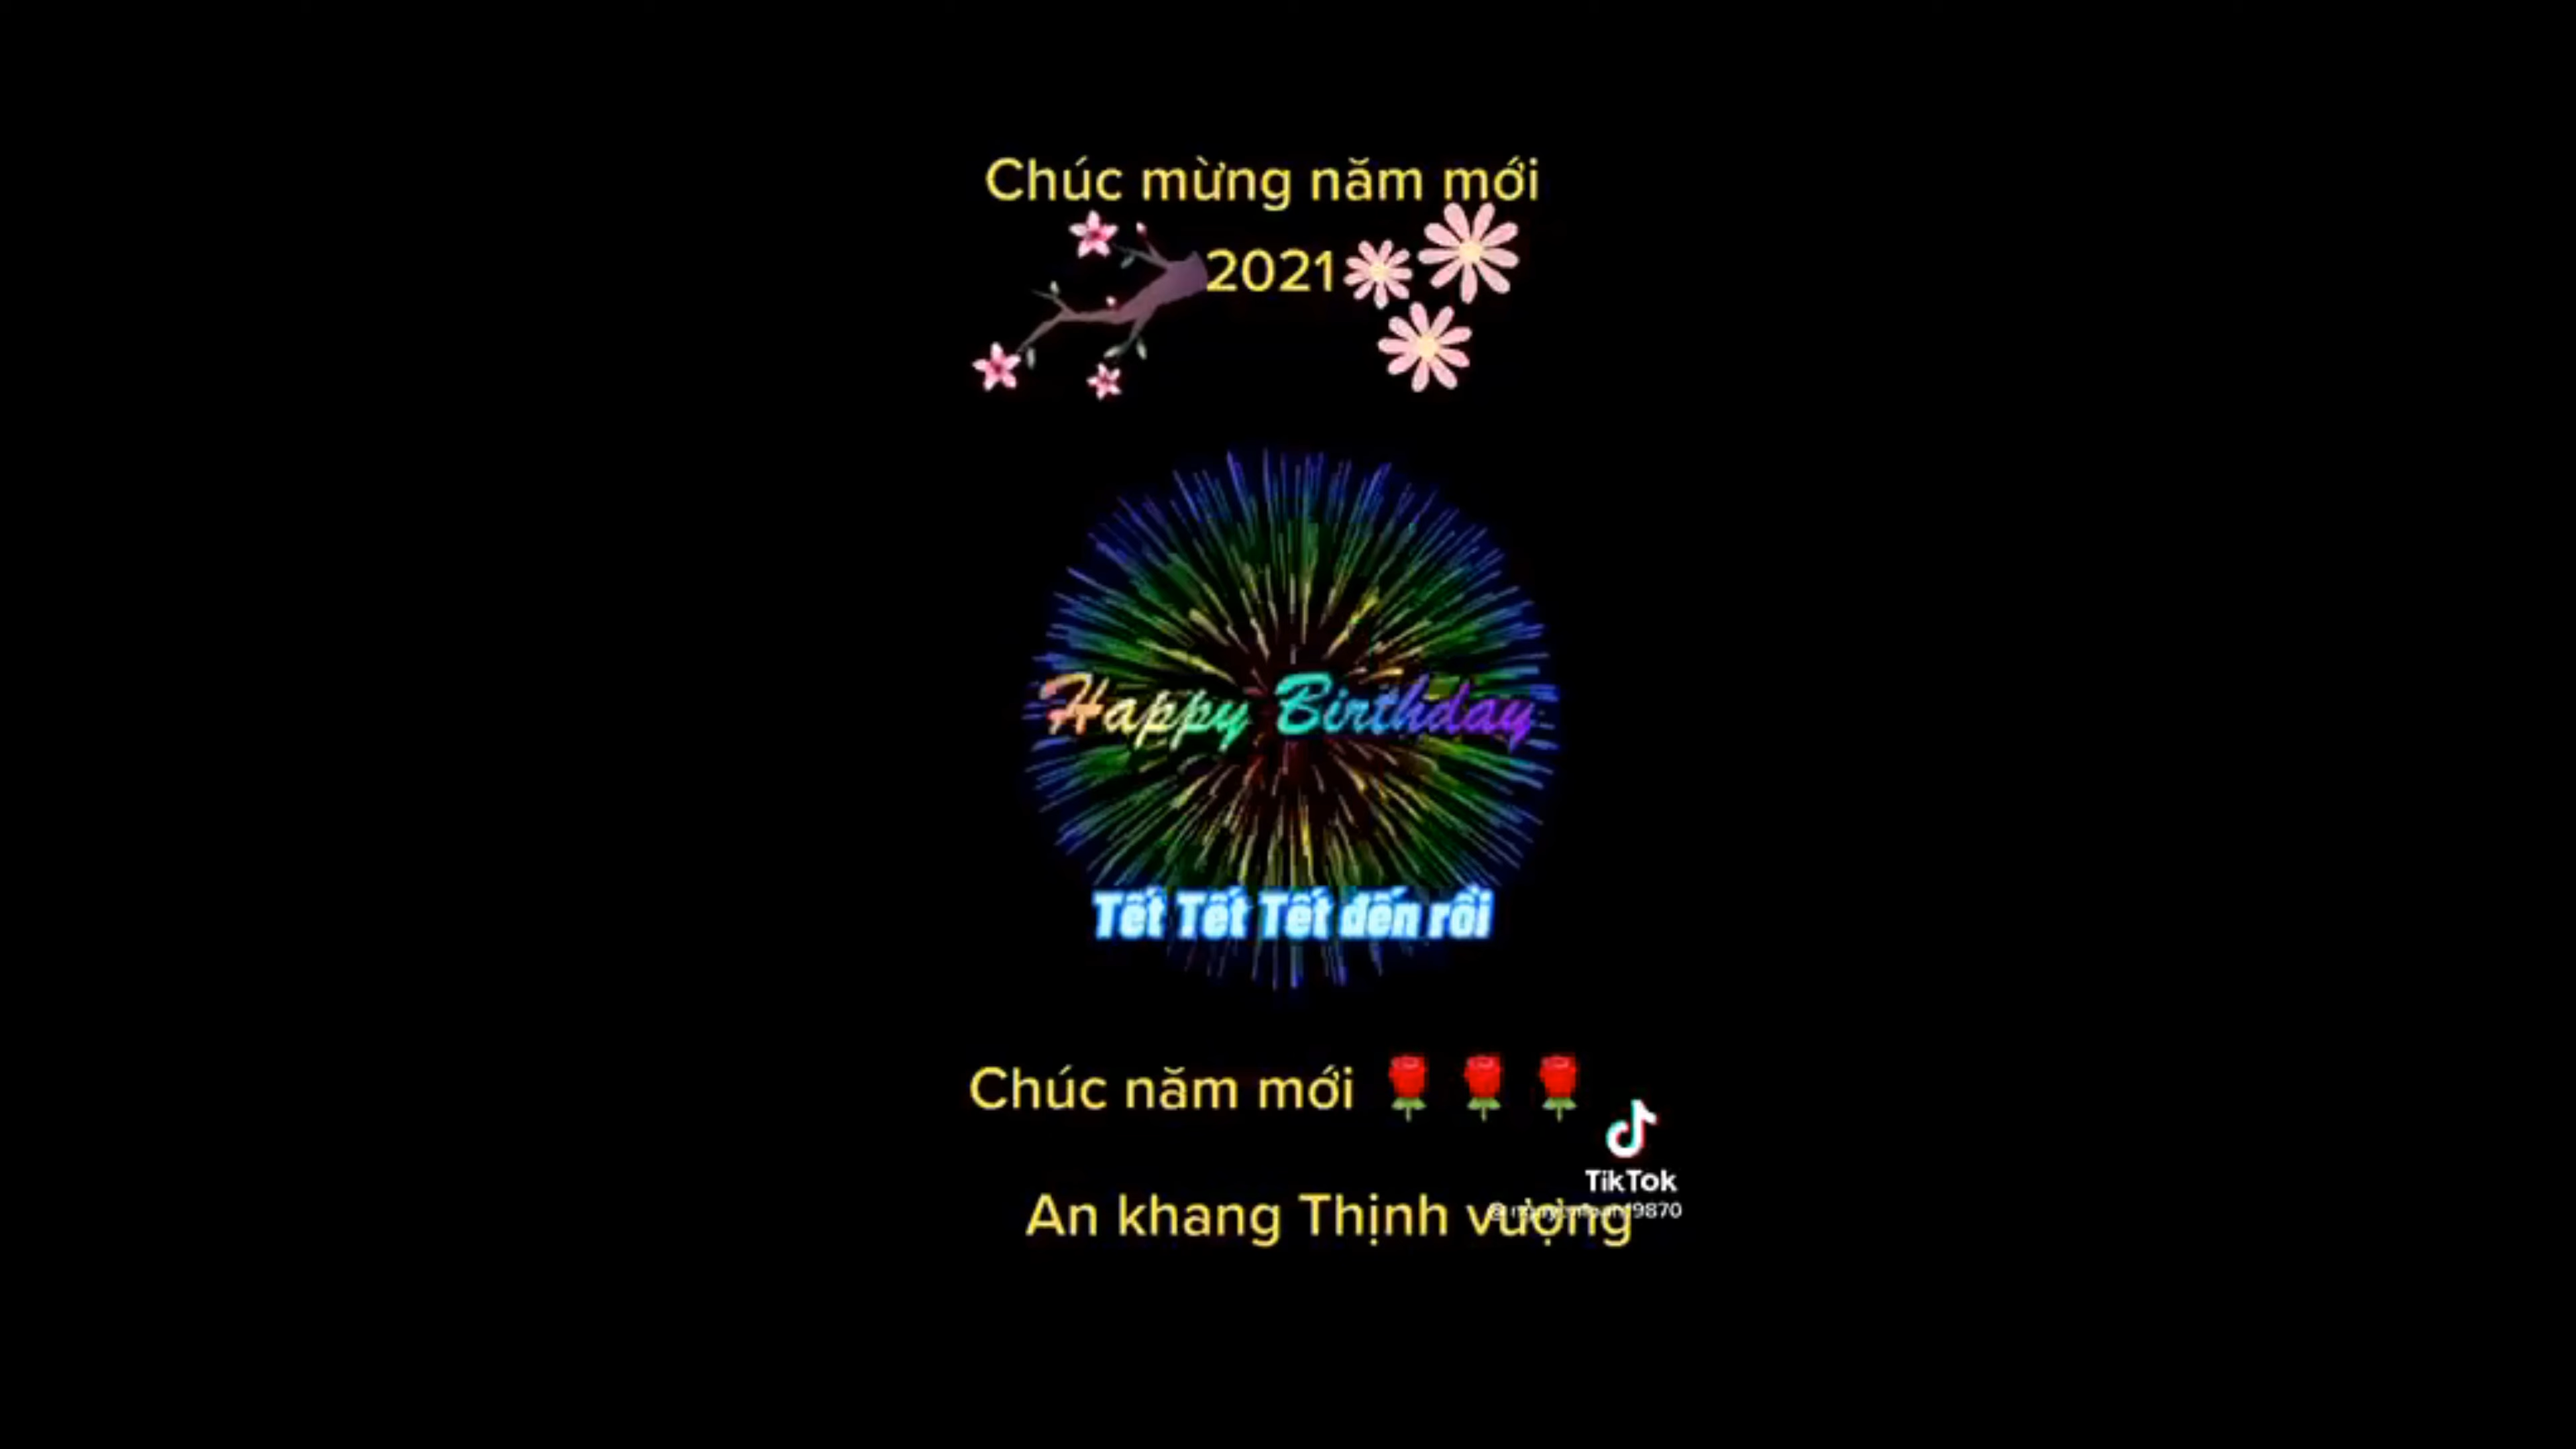 Chúc mừng năm mới
2021
Happy Birthday
Tết Tết Tết đến rồi
Chúc năm mới
TikTok
An khang Thịnh vượng